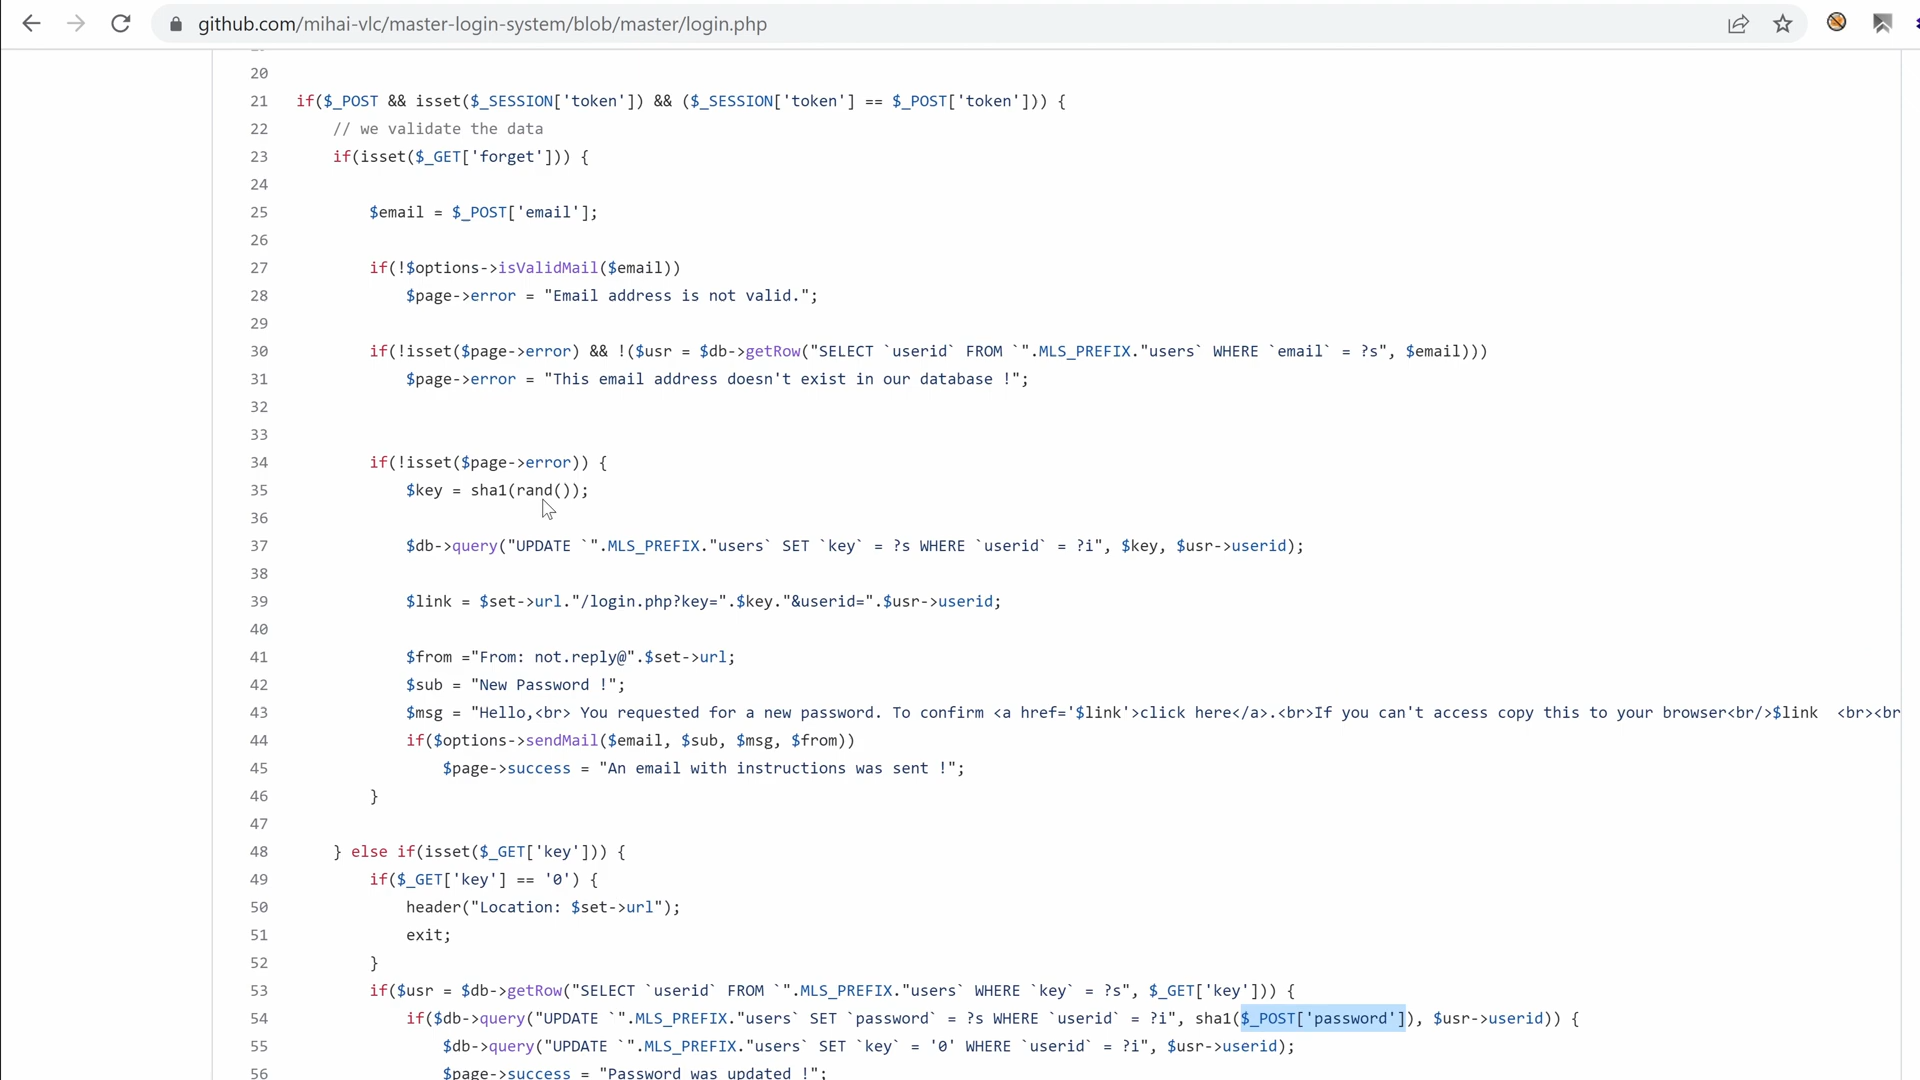 github.com/mihai-vlc/master-login-system/blob/master/login.php
20
21 if($_POST && isset($_SESSION['token']) && ($_SESSION['token'] == $_POST['token'])) {
22 // we validate the data
23 if(isset($_GET['forget'])) {
24
25 $email = $_POST['email'];
26
27 if(!$options->isValidMail($email))
28 $page->error = "Email address is not valid.";
29
30 if(!isset($page->error) && !($usr = $db->getRow("SELECT `userid` FROM `".MLS_PREFIX."users` WHERE `email` = ?s", $email)))
31 $page->error = "This email address doesn't exist in our database !";
32
33
34 if(!isset($page->error)) {
35 $key = sha1(rand());
36
37 $db->query("UPDATE `".MLS_PREFIX."users` SET `key` = ?s WHERE `userid` = ?i", $key, $usr->userid);
38
39 $link = $set->url."/login.php?key=".$key."&userid=".$usr->userid;
40
41 $from ="From: not.reply@".$set->url;
42 $sub = "New Password !";
43 $msg = "Hello,<br> You requested for a new password. To confirm <a href='$link'>click here</a>.<br>If you can't access copy this to your browser<br/>$link <br><br
44 if($options->sendMail($email, $sub, $msg, $from))
45 $page->success = "An email with instructions was sent !";
46 }
47
48 } else if(isset($_GET['key'])) {
49 if($_GET['key'] == '0') {
50 header("Location: $set->url");
51 exit;
52 }
53 if($usr = $db->getRow("SELECT `userid` FROM `".MLS_PREFIX."users` WHERE `key` = ?s", $_GET['key'])) {
54 if($db->query("UPDATE `".MLS_PREFIX."users` SET `password` = ?s WHERE `userid` = ?i", sha1($_POST['password']), $usr->userid)) {
55 $db->query("UPDATE `".MLS_PREFIX."users` SET `key` = '0' WHERE `userid` = ?i", $usr->userid);
56 $page->success = "Password was updated !";